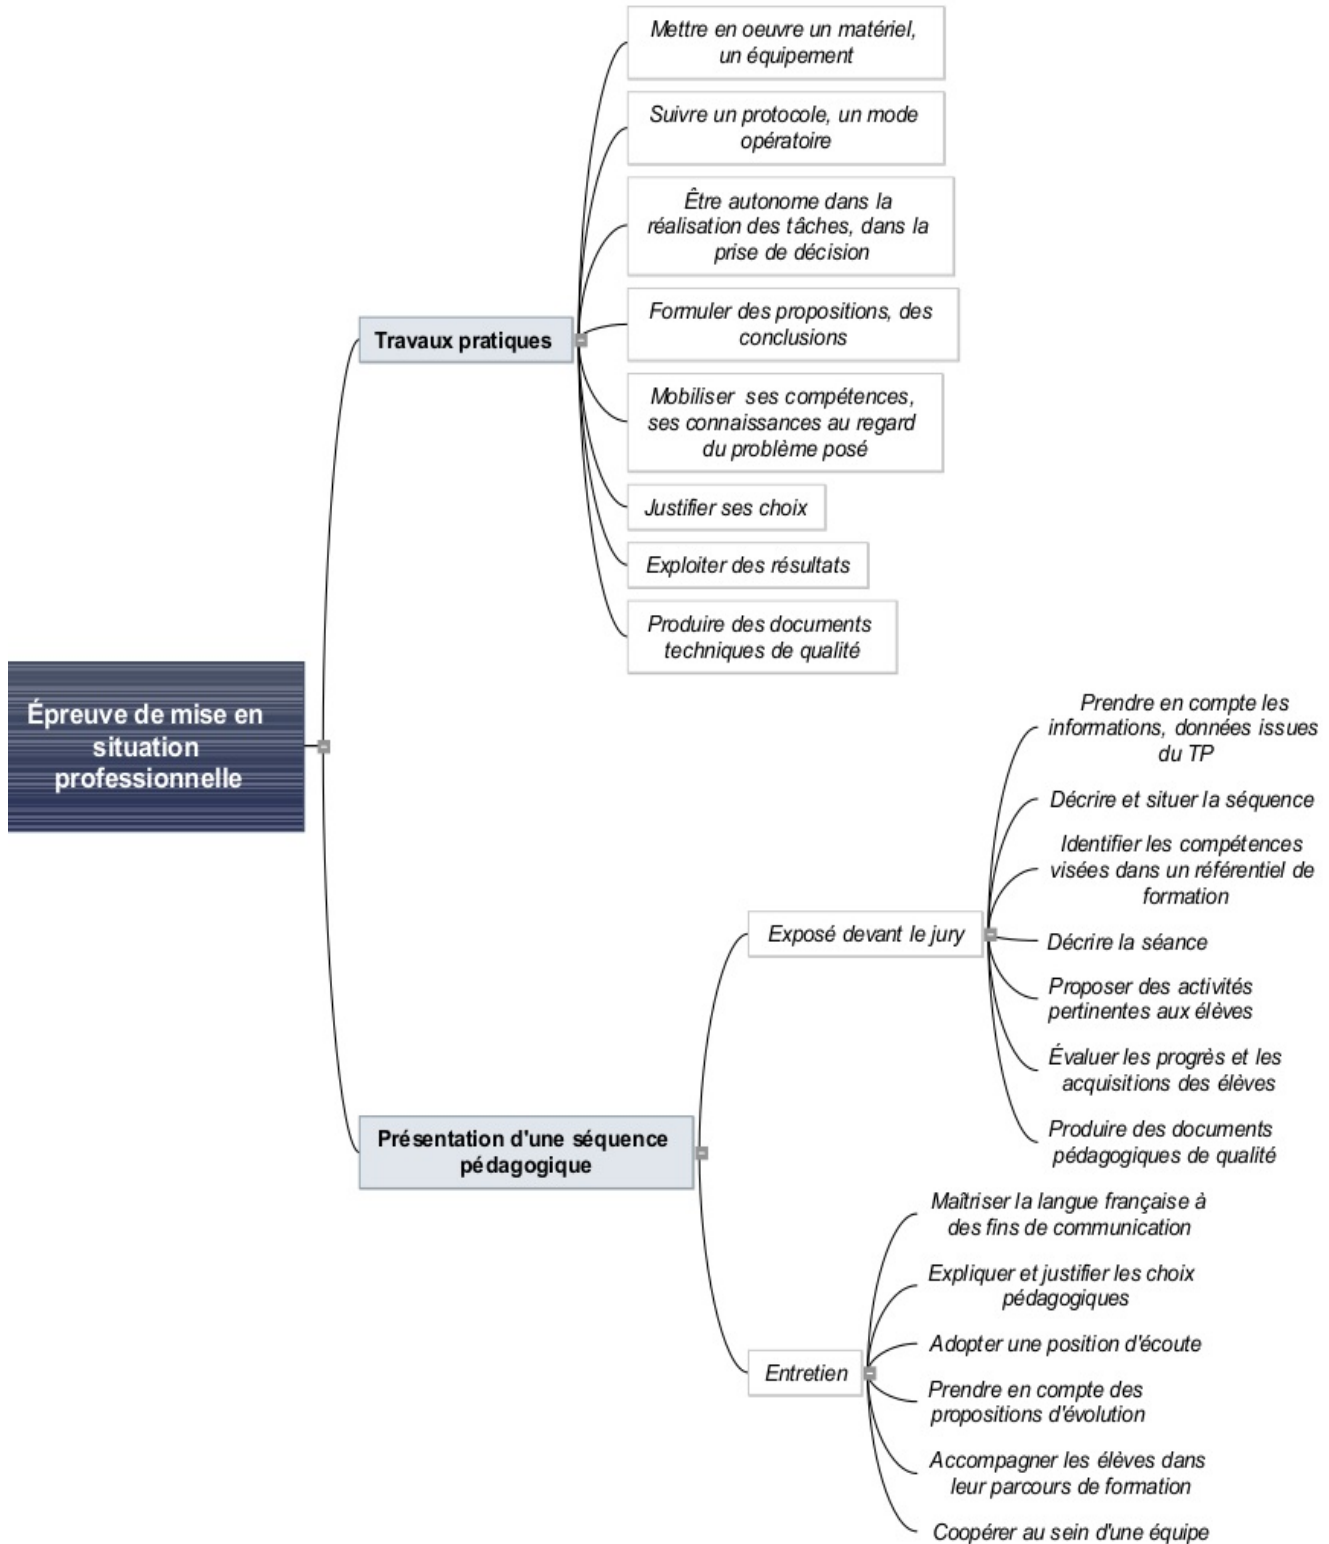 Mettre en oeuvre un matériel,
un équipement
Suivre un protocole, un mode
opératoire
Être autonome dans la
réalisation des tâches, dans la
prise de décision
Formuler des propositions, des
conclusions
Mobiliser ses compétences,
ses connaissances au regard
du problème posé
Justifier ses choix
Exploiter des résultats
Produire des documents
techniques de qualité
Travaux pratiques
Épreuve de mise en
situation
professionnelle
Prendre en compte les
informations, données issues
du TP
Décrire et situer la séquence
Identifier les compétences
visées dans un référentiel de
formation
Décrire la séance
Proposer des activités
pertinentes aux élèves
Évaluer les progrès et les
acquisitions des élèves
Produire des documents
pédagogiques de qualité
Exposé devant le jury
Présentation d'une séquence
pédagogique
Maîtriser la langue française à
des fins de communication
Expliquer et justifier les choix
pédagogiques
Adopter une position d'écoute
Prendre en compte des
propositions d'évolution
Accompagner les élèves dans
leur parcours de formation
Coopérer au sein d'une équipe
Entretien